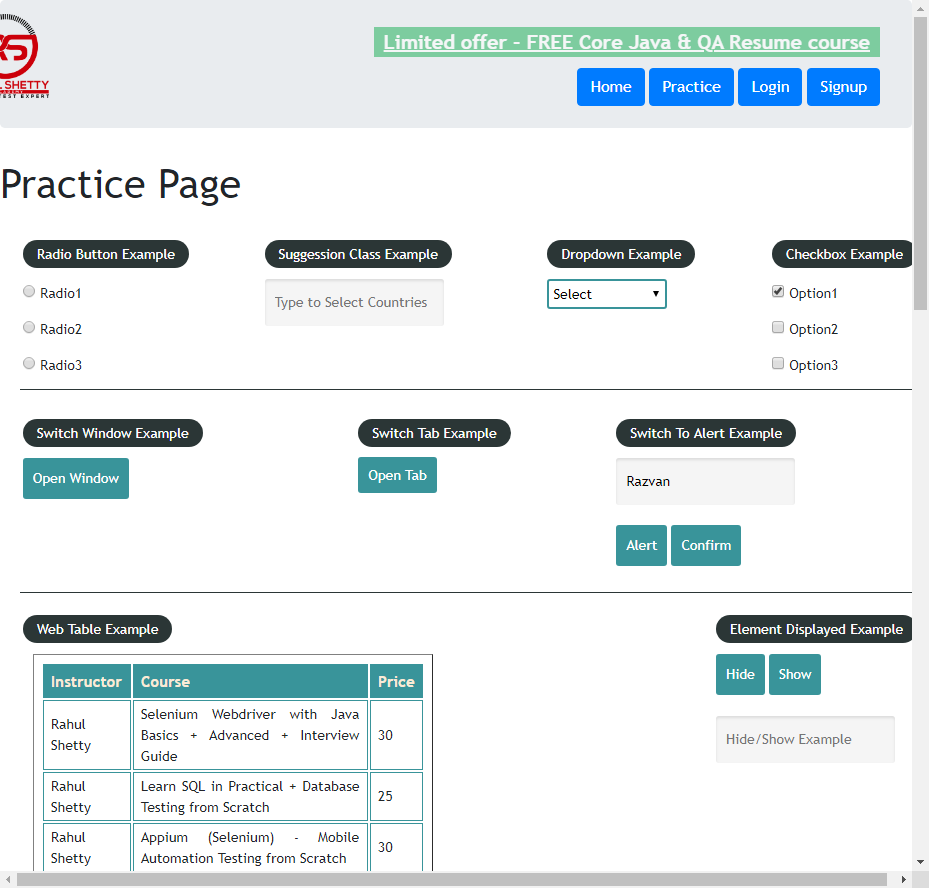 Limited offer - FREE Core Java & QA Resume course
SHETTY
Home Practice Login Signup
Practice Page
Radio Button Example
Radio1
Radio2
Radio3
Suggession Class Example
Type to Select Countries
Dropdown Example
Select
Checkbox Example
Option1
Option2
Option3
Switch Window Example
Open Window
Switch Tab Example
Open Tab
Switch To Alert Example
Razvan
Alert Confirm
Web Table Example
Instructor Course Price
Rahul Shetty
Selenium Webdriver with Java
Basics + Advanced + Interview
Guide
30
Rahul Shetty
Learn SQL in Practical + Database
Testing from Scratch
25
Rahul Shetty
Appium (Selenium) - Mobile
Automation Testing from Scratch
30
Element Displayed Example
Hide Show
Hide/Show Example